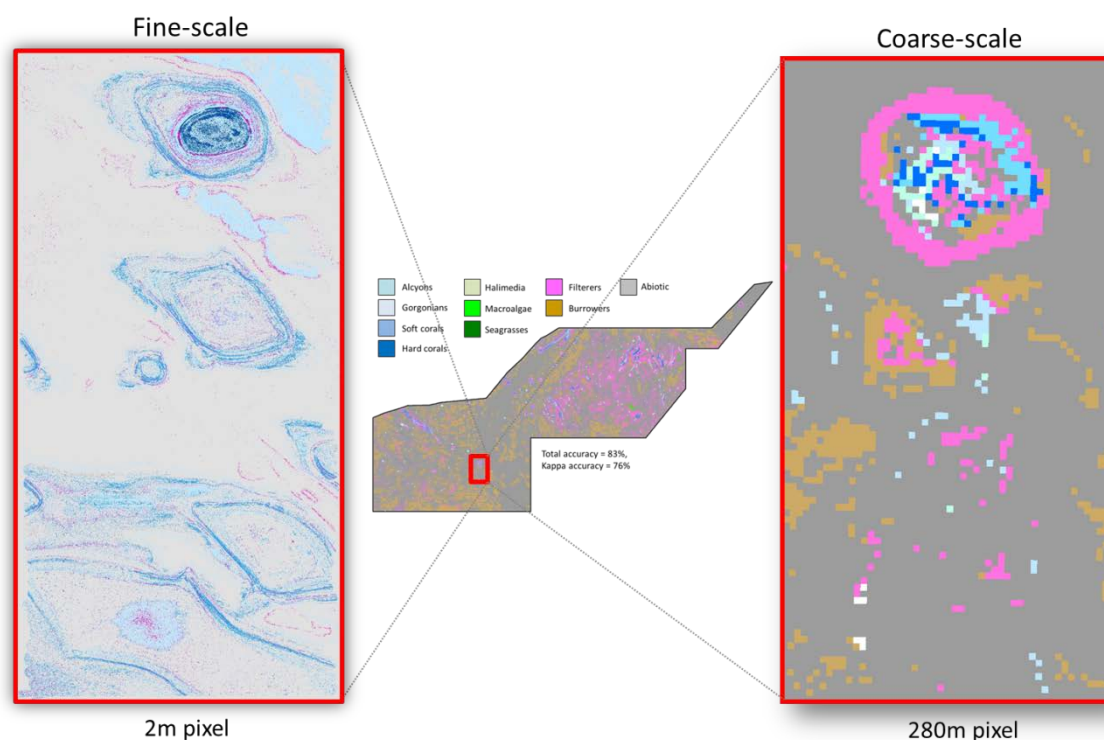 Fine-scale
Coarse-scale
Alcyons
Gorgonians
Soft corals
Hard corals
Halimedia
Macroalgae
Seagrasses
Filterers
Burrowers
Abiotic
Total accuracy = 83%,
Kappa accuracy = 76%
2m pixel
280m pixel